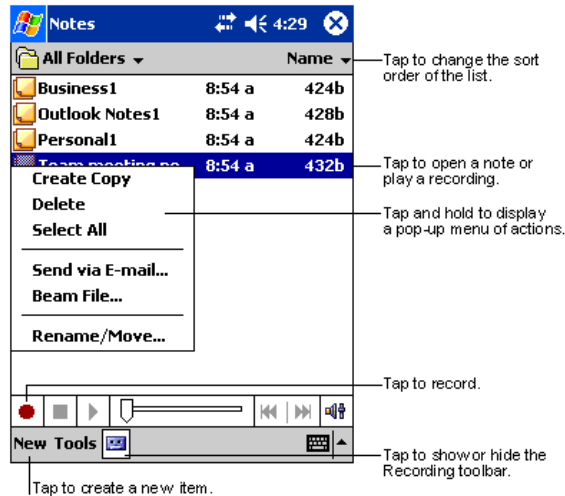 Notes 4:29
All Folders Name
Tap to change the sort
order of the list.
Business1 8:54 a 424b
Outlook Notes1 8:54 a 428b
Personal1 8:54 a 424b
Team meeting no 8:54 a 432b
Tap to open a note or
play a recording.
Create Copy
Delete
Select All
Tap and hold to display
a pop-up menu of actions.
Send via E-mail...
Beam File...
Rename/Move...
Tap to record.
New Tools
Tap to show or hide the
Recording toolbar.
Tap to create a new item.